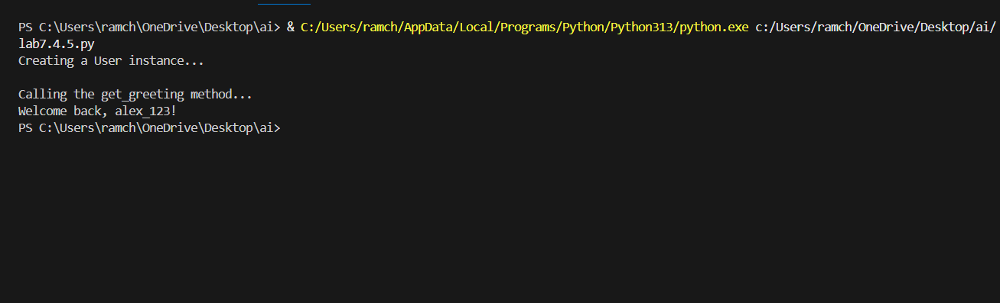 PS C:\Users\ramch\OneDrive\Desktop\ai> & C:/Users/ramch/AppData/Local/Programs/Python/Python313/python.exe c:/Users/ramch/OneDrive/Desktop/ai/
lab7.4.5.py
Creating a User instance...
Calling the get_greeting method...
Welcome back, alex_123!
PS C:\Users\ramch\OneDrive\Desktop\ai>